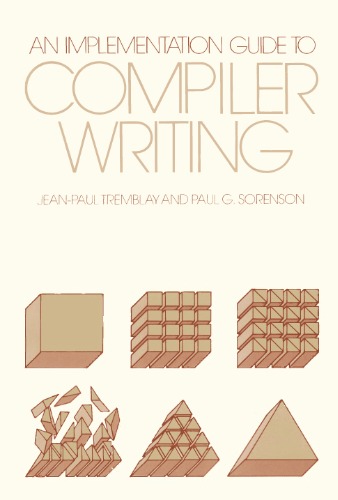 AN IMPLEMENTATION GUIDE TO
COMPILER
WRITING
JEAN-PAUL TREMBLAY AND PAUL G. SORENSON